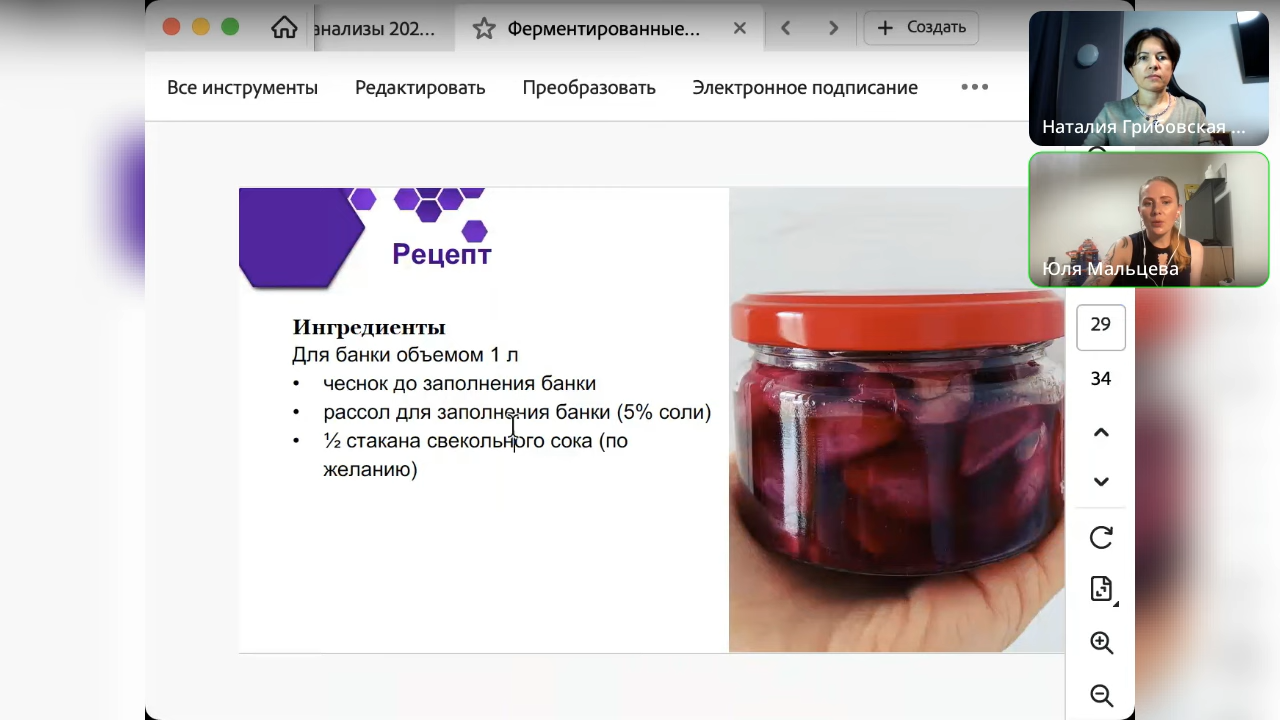 анализы 202...
Ферментированные...
Создать
Все инструменты
Редактировать
Преобразовать
Электронное подписание
Наталия Грибовская ...
Юля Мальцева
Рецепт
Ингредиенты
Для банки объемом 1 л
• чеснок до заполнения банки
• рассол для заполнения банки (5% соли)
• ½ стакана свекольного сока (по
желанию)
29
34